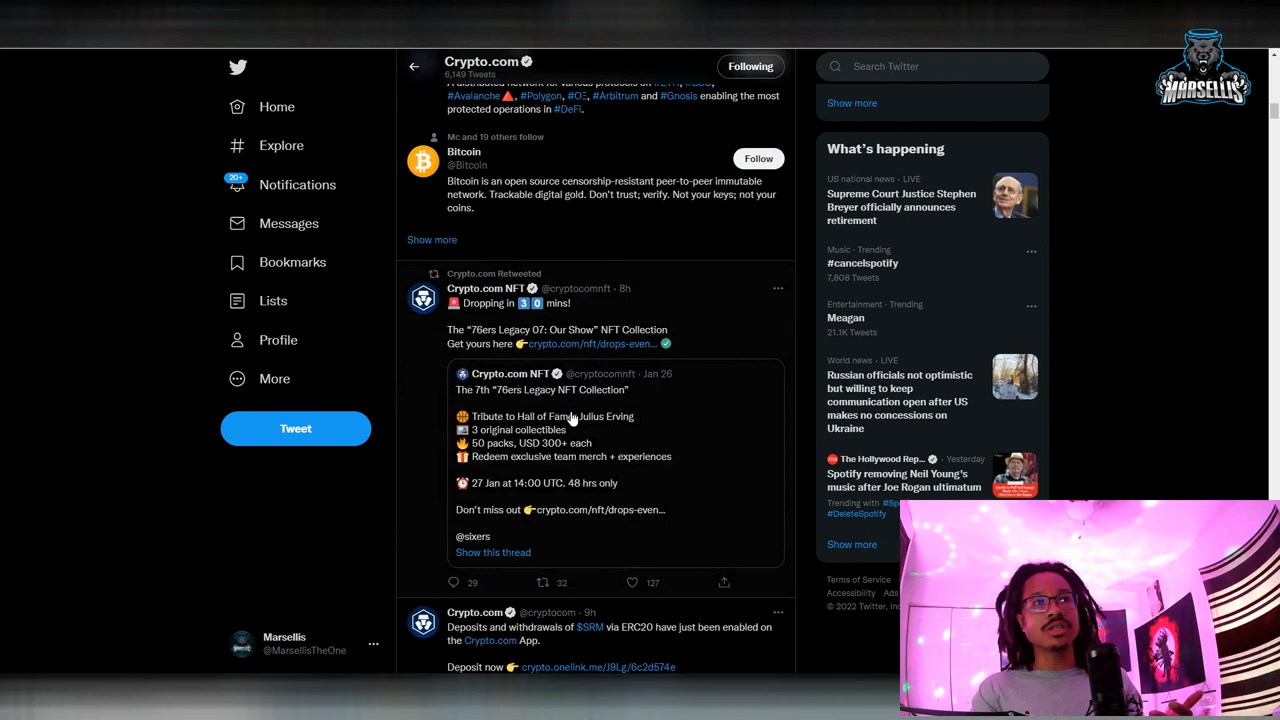 MARSELLIS
Home
Explore
20+
Notifications
Messages
Bookmarks
Lists
Profile
More
Tweet
Marsellis
@MarsellisTheOne
Crypto.com
6,149 Tweets
Following
#Avalanche🔺, #Polygon, #OΞ, #Arbitrum and #Gnosis enabling the most
protected operations in #DeFi.
Mc and 19 others follow
Bitcoin
@Bitcoin
Follow
Bitcoin is an open source censorship-resistant peer-to-peer immutable
network. Trackable digital gold. Don't trust; verify. Not your keys; not your
coins.
Show more
Crypto.com Retweeted
Crypto.com NFT @cryptocomnft · 8h
🚨 Dropping in 3️⃣0️⃣ mins!
The “76ers Legacy 07: Our Show” NFT Collection
Get yours here 👉crypto.com/nft/drops-even... ✅
Crypto.com NFT @cryptocomnft · Jan 26
The 7th “76ers Legacy NFT Collection”
🏀 Tribute to Hall of Famer Julius Erving
3 original collectibles
🔥 50 packs, USD 300+ each
🎁 Redeem exclusive team merch + experiences
⏰ 27 Jan at 14:00 UTC. 48 hrs only
Don't miss out 👉crypto.com/nft/drops-even...
@sixers
Show this thread
29 32 127
Crypto.com @cryptocom · 9h
Deposits and withdrawals of $SRM via ERC20 have just been enabled on
the Crypto.com App.
Deposit now 👉 crypto.onelink.me/J9Lg/6c2d574e
Search Twitter
Show more
What's happening
US national news · LIVE
Supreme Court Justice Stephen
Breyer officially announces
retirement
Music · Trending
#cancelspotify
7,808 Tweets
Entertainment · Trending
Meagan
21.1K Tweets
World news · LIVE
Russian officials not optimistic
but willing to keep
communication open after US
makes no concessions on
Ukraine
The Hollywood Rep... · Yesterday
Spotify removing Neil Young's
music after Joe Rogan ultimatum
Trending with
#DeleteSpotify
Show more
Terms of Service
Accessibility Ads
© 2022 Twitter,